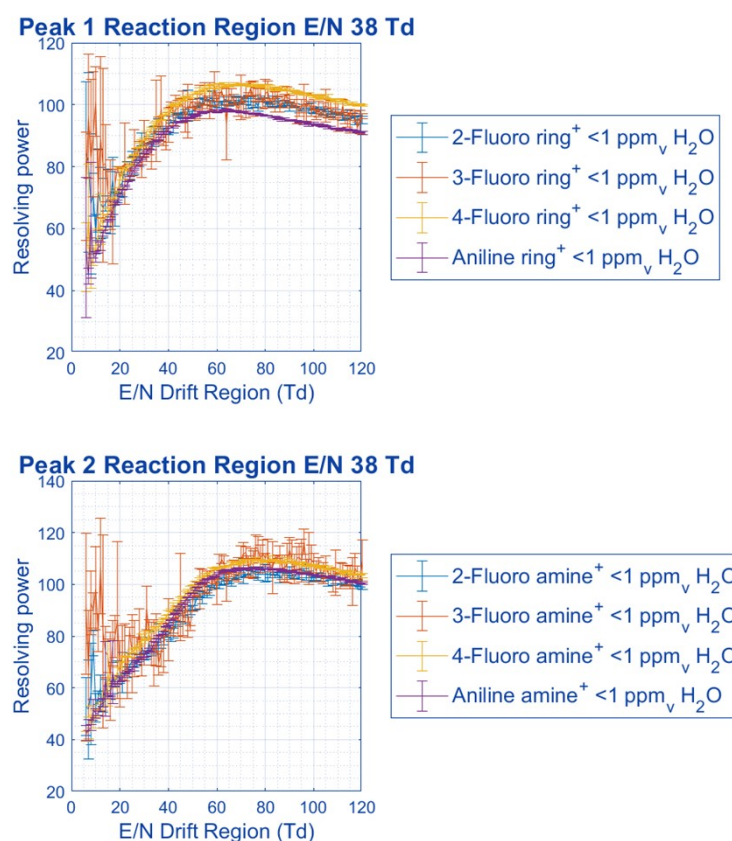 Peak 1 Reaction Region E/N 38 Td
120
100
80
60
40
20
0 20 40 60 80 100 120
Resolving power
E/N Drift Region (Td)
2-Fluoro ring⁺ <1 ppmᵥ H₂O
3-Fluoro ring⁺ <1 ppmᵥ H₂O
4-Fluoro ring⁺ <1 ppmᵥ H₂O
Aniline ring⁺ <1 ppmᵥ H₂O
Peak 2 Reaction Region E/N 38 Td
140
120
100
80
60
40
20
0 20 40 60 80 100 120
Resolving power
E/N Drift Region (Td)
2-Fluoro amine⁺ <1 ppmᵥ H₂O
3-Fluoro amine⁺ <1 ppmᵥ H₂O
4-Fluoro amine⁺ <1 ppmᵥ H₂O
Aniline amine⁺ <1 ppmᵥ H₂O